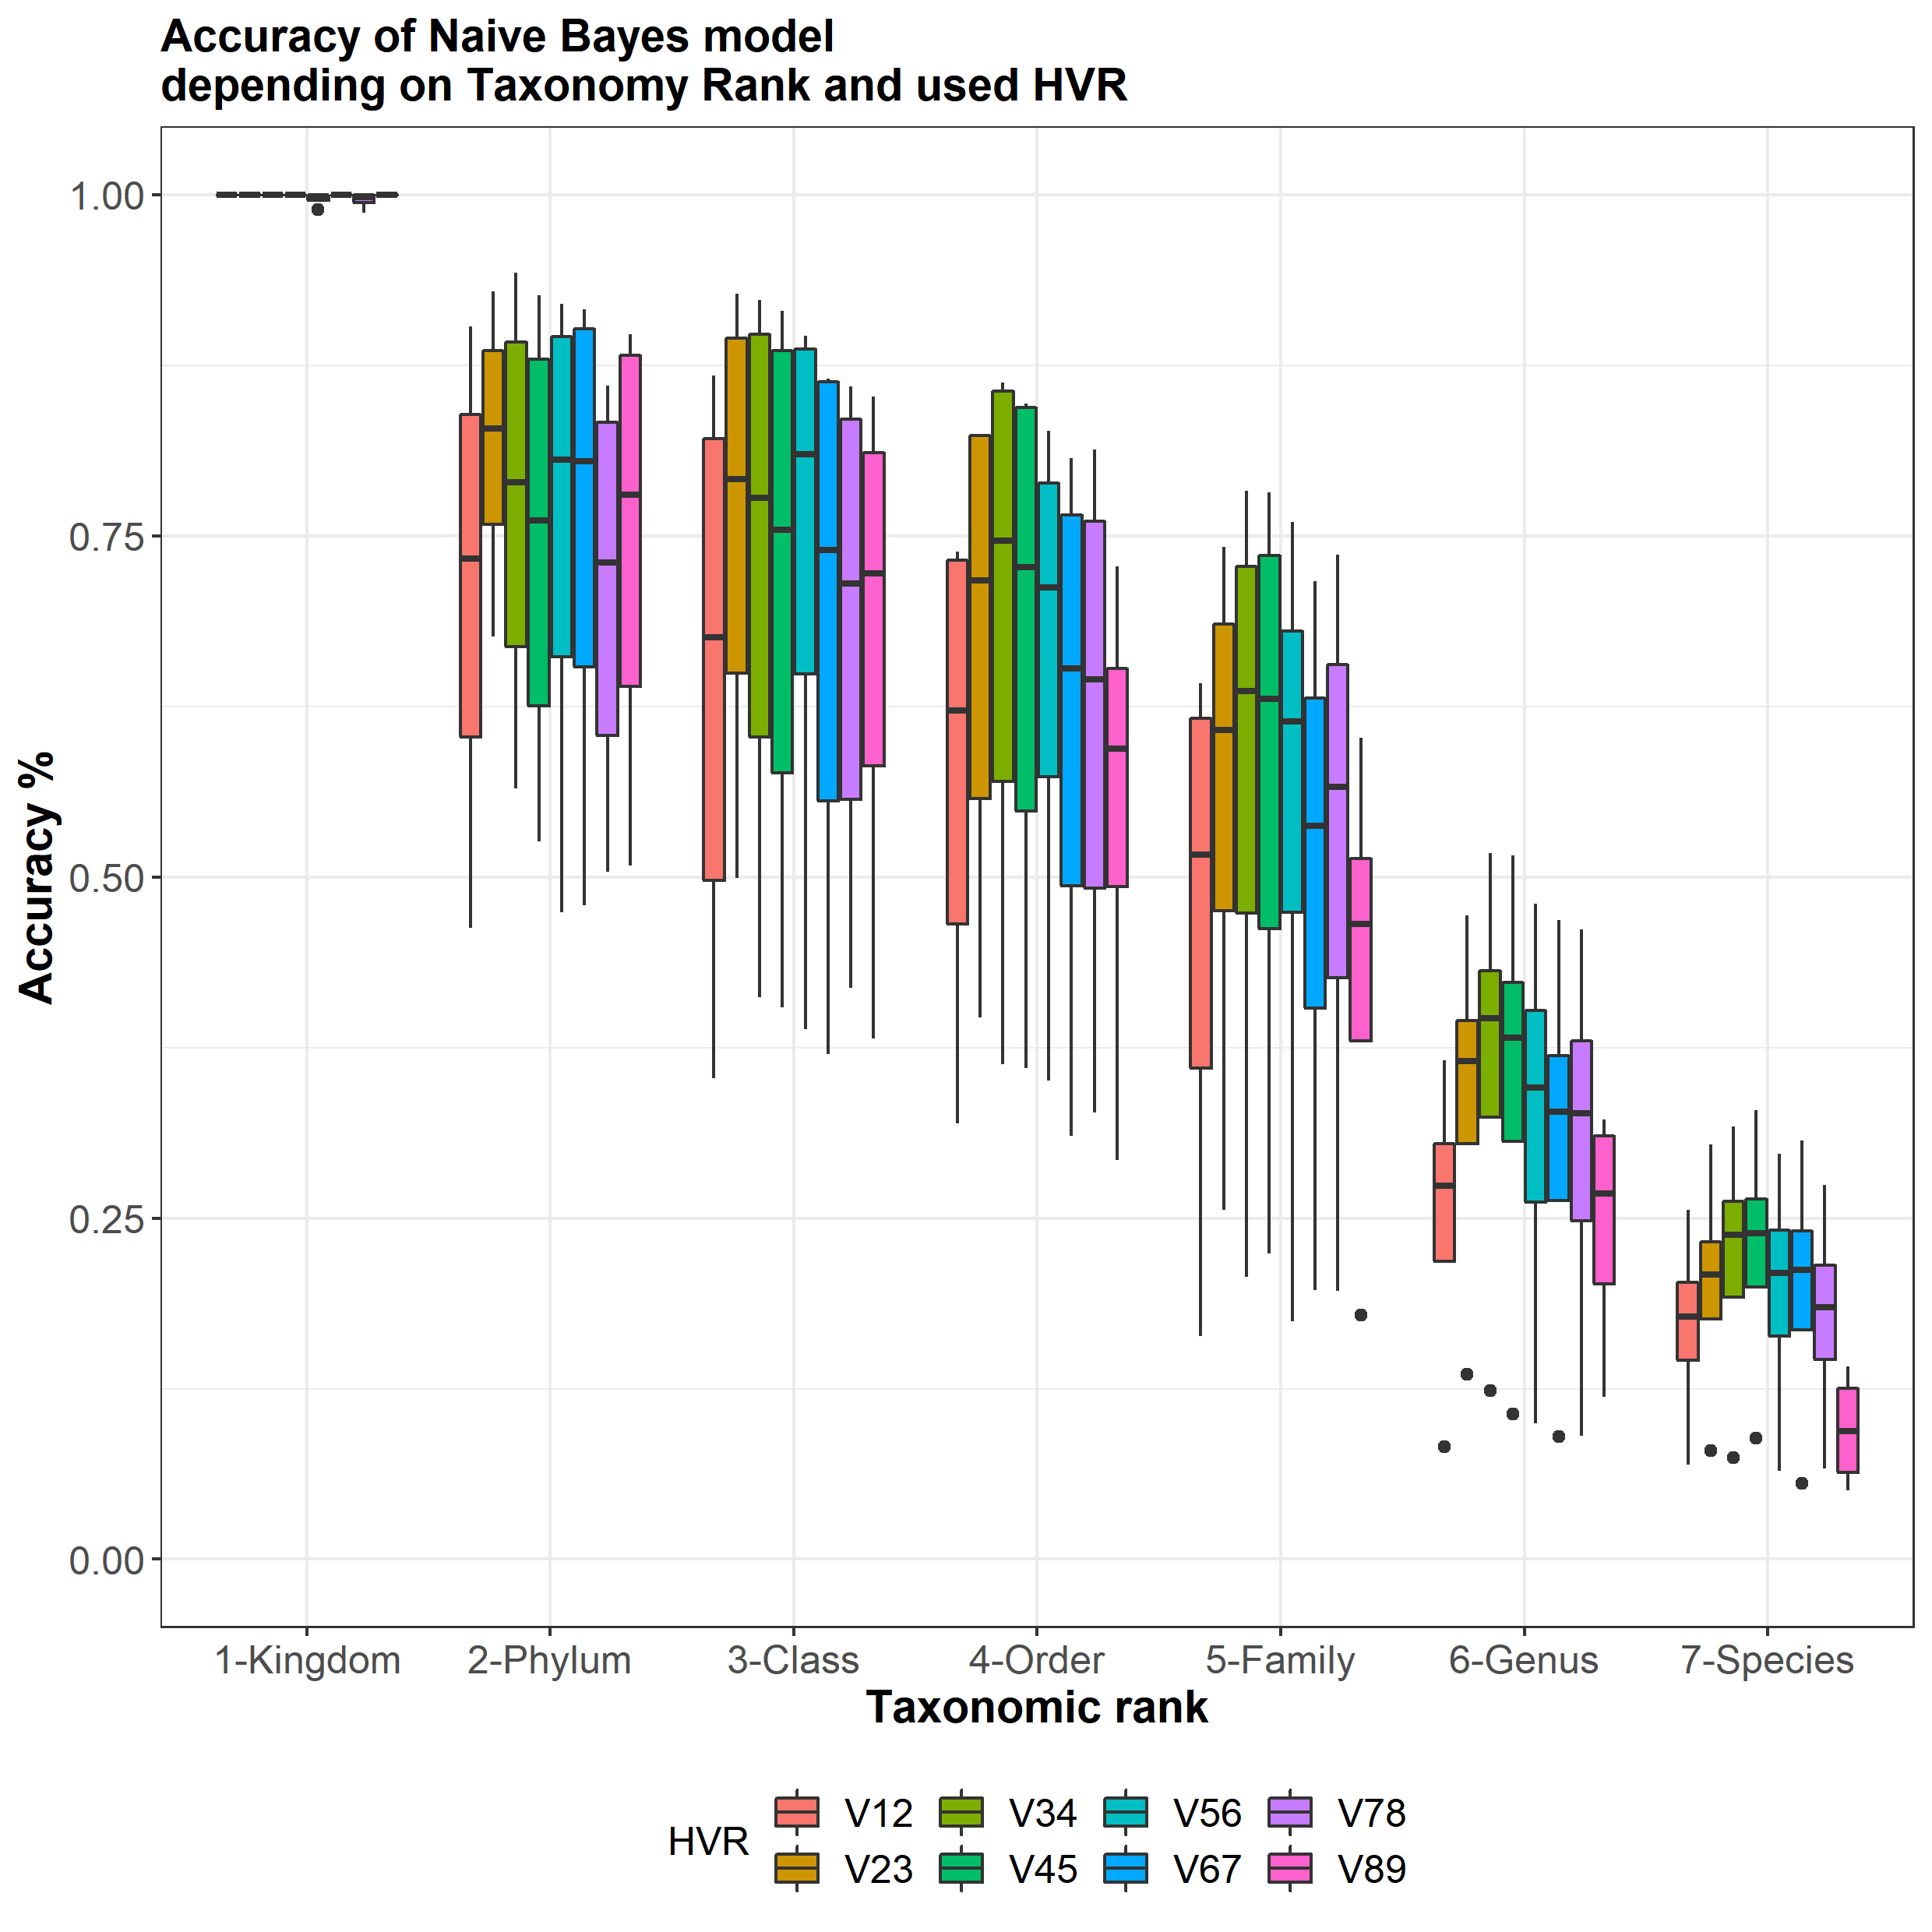 Accuracy of Naive Bayes model
depending on Taxonomy Rank and used HVR
Accuracy %
1.00
0.75
0.50
0.25
0.00
1-Kingdom 2-Phylum 3-Class 4-Order 5-Family 6-Genus 7-Species
Taxonomic rank
HVR
V12 V34 V56 V78
V23 V45 V67 V89